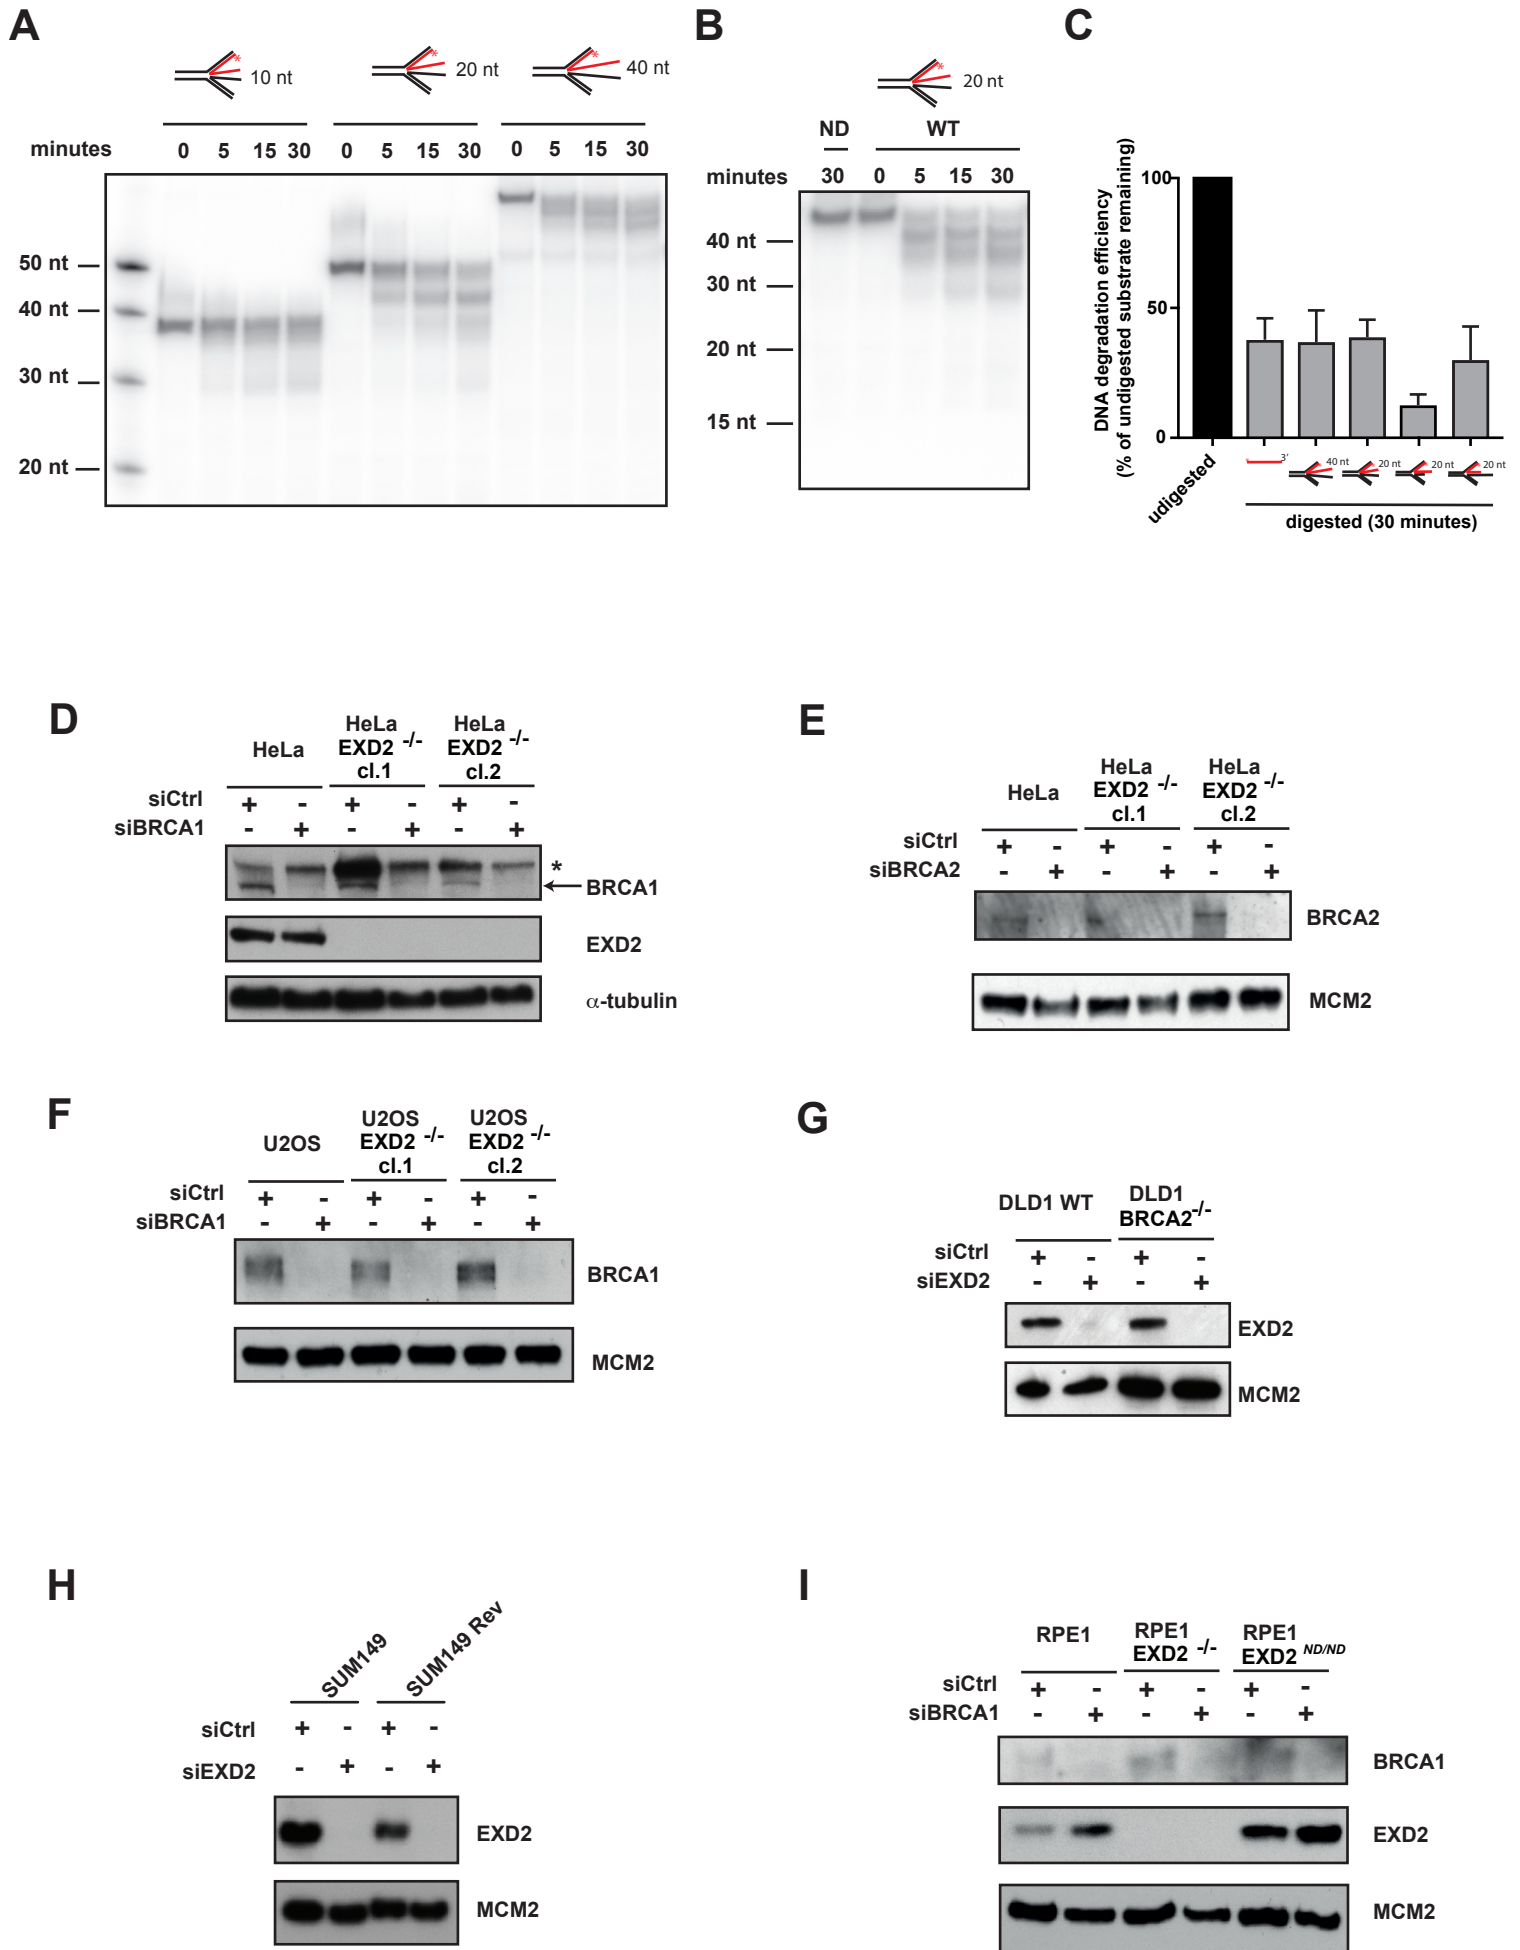 A
10 nt
20 nt
40 nt
minutes 0 5 15 30 0 5 15 30 0 5 15 30
50 nt
40 nt
30 nt
20 nt
B
20 nt
ND WT
minutes 30 0 5 15 30
40 nt
30 nt
20 nt
15 nt
C
DNA degradation efficiency
(% of undigested substrate remaining)
100
50
0
udigested
3'
40 nt
20 nt
20 nt
20 nt
digested (30 minutes)
D
HeLa
HeLa EXD2 -/- cl.1
HeLa EXD2 -/- cl.2
siCtrl + - + - + -
siBRCA1 - + - + - +
*
BRCA1
EXD2
α-tubulin
E
HeLa
HeLa EXD2 -/- cl.1
HeLa EXD2 -/- cl.2
siCtrl + - + - + -
siBRCA2 - + - + - +
BRCA2
MCM2
F
U2OS
U2OS EXD2 -/- cl.1
U2OS EXD2 -/- cl.2
siCtrl + - + - + -
siBRCA1 - + - + - +
BRCA1
MCM2
G
DLD1 WT
DLD1 BRCA2-/-
siCtrl + - + -
siEXD2 - + - +
EXD2
MCM2
H
SUM149
SUM149 Rev
siCtrl + - + -
siEXD2 - + - +
EXD2
MCM2
I
RPE1
RPE1 EXD2 -/-
RPE1 EXD2 ND/ND
siCtrl + - + - + -
siBRCA1 - + - + - +
BRCA1
EXD2
MCM2